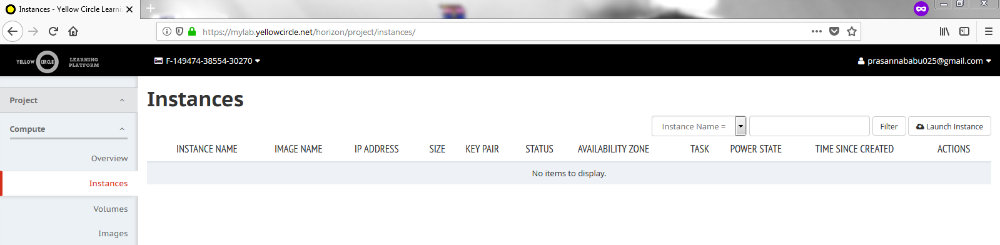 Instances - Yellow Circle Learni
https://mylab.yellowcircle.net/horizon/project/instances/
YELLOW CIRCLE LEARNING PLATFORM
F-149474-38554-30270
prasannababu025@gmail.com
Project
Compute
Overview
Instances
Volumes
Images
Instances
Instance Name =
Filter
Launch Instance
INSTANCE NAME IMAGE NAME IP ADDRESS SIZE KEY PAIR STATUS AVAILABILITY ZONE TASK POWER STATE TIME SINCE CREATED ACTIONS
No items to display.